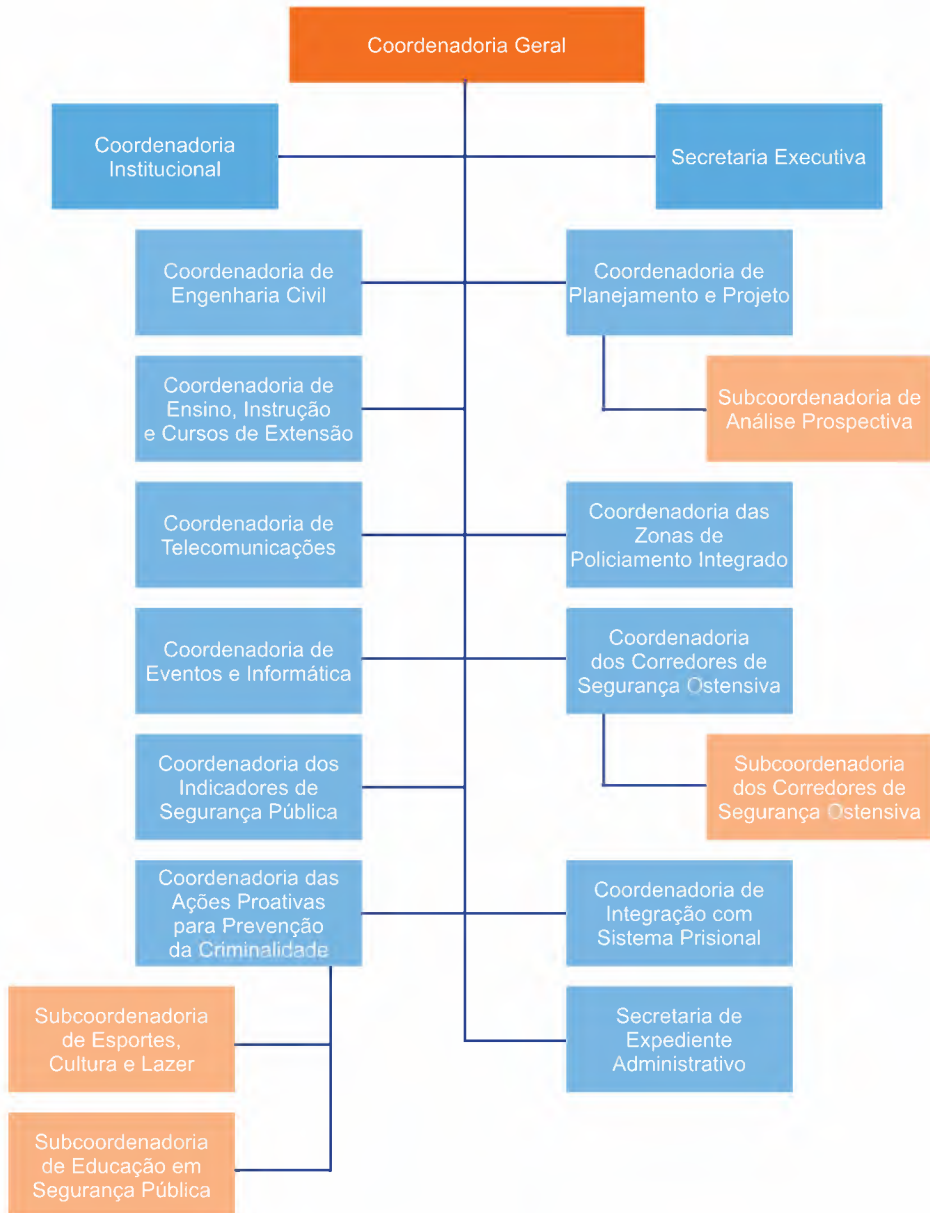 Coordenadoria Geral
Coordenadoria
Institucional
Secretaria Executiva
Coordenadoria de
Engenharia Civil
Coordenadoria de
Planejamento e Projeto
Coordenadoria de
Ensino, Instrução
e Cursos de Extensão
Subcoordenadoria de
Análise Prospectiva
Coordenadoria de
Telecomunicações
Coordenadoria das
Zonas de
Policiamento Integrado
Coordenadoria de
Eventos e Informática
Coordenadoria
dos Corredores de
Segurança Ostensiva
Coordenadoria dos
Indicadores de
Segurança Pública
Subcoordenadoria
dos Corredores de
Segurança Ostensiva
Coordenadoria das
Ações Proativas
para Prevenção
da Criminalidade
Coordenadoria de
Integração com
Sistema Prisional
Subcoordenadoria
de Esportes,
Cultura e Lazer
Secretaria de
Expediente
Administrativo
Subcoordenadoria
de Educação em
Segurança Pública